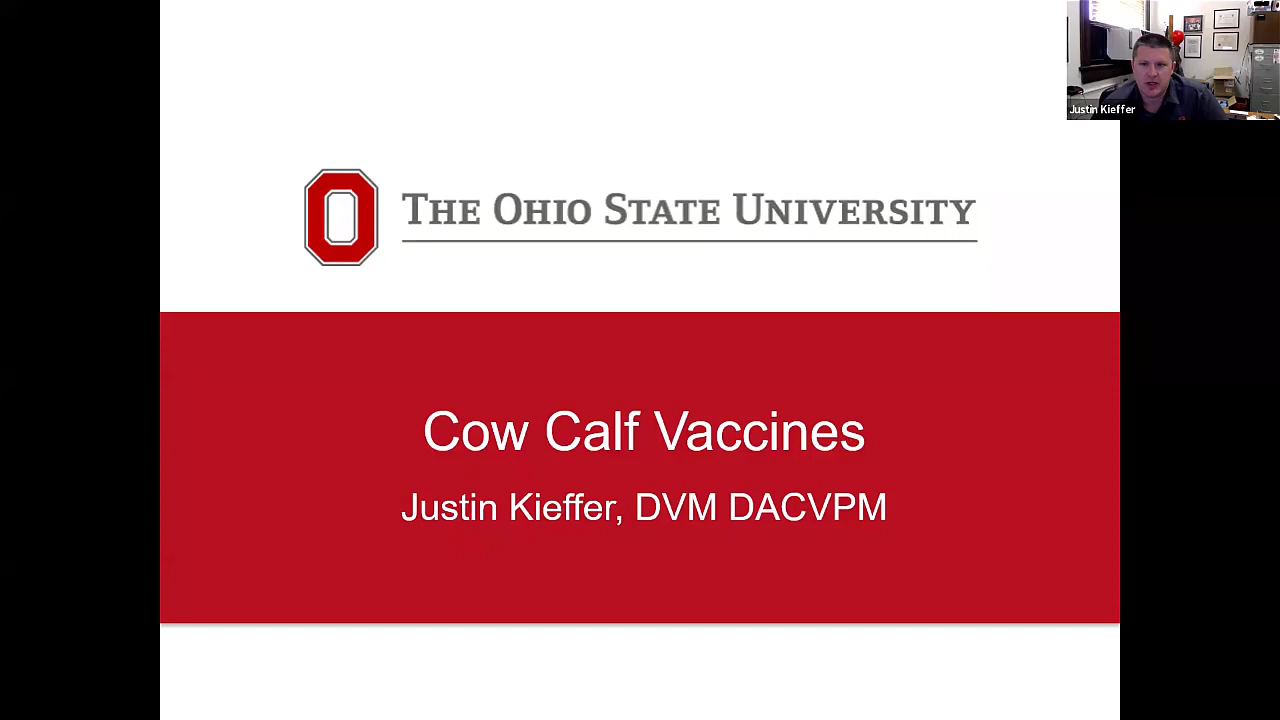 Justin Kieffer
THE OHIO STATE UNIVERSITY
Cow Calf Vaccines
Justin Kieffer, DVM DACVPM